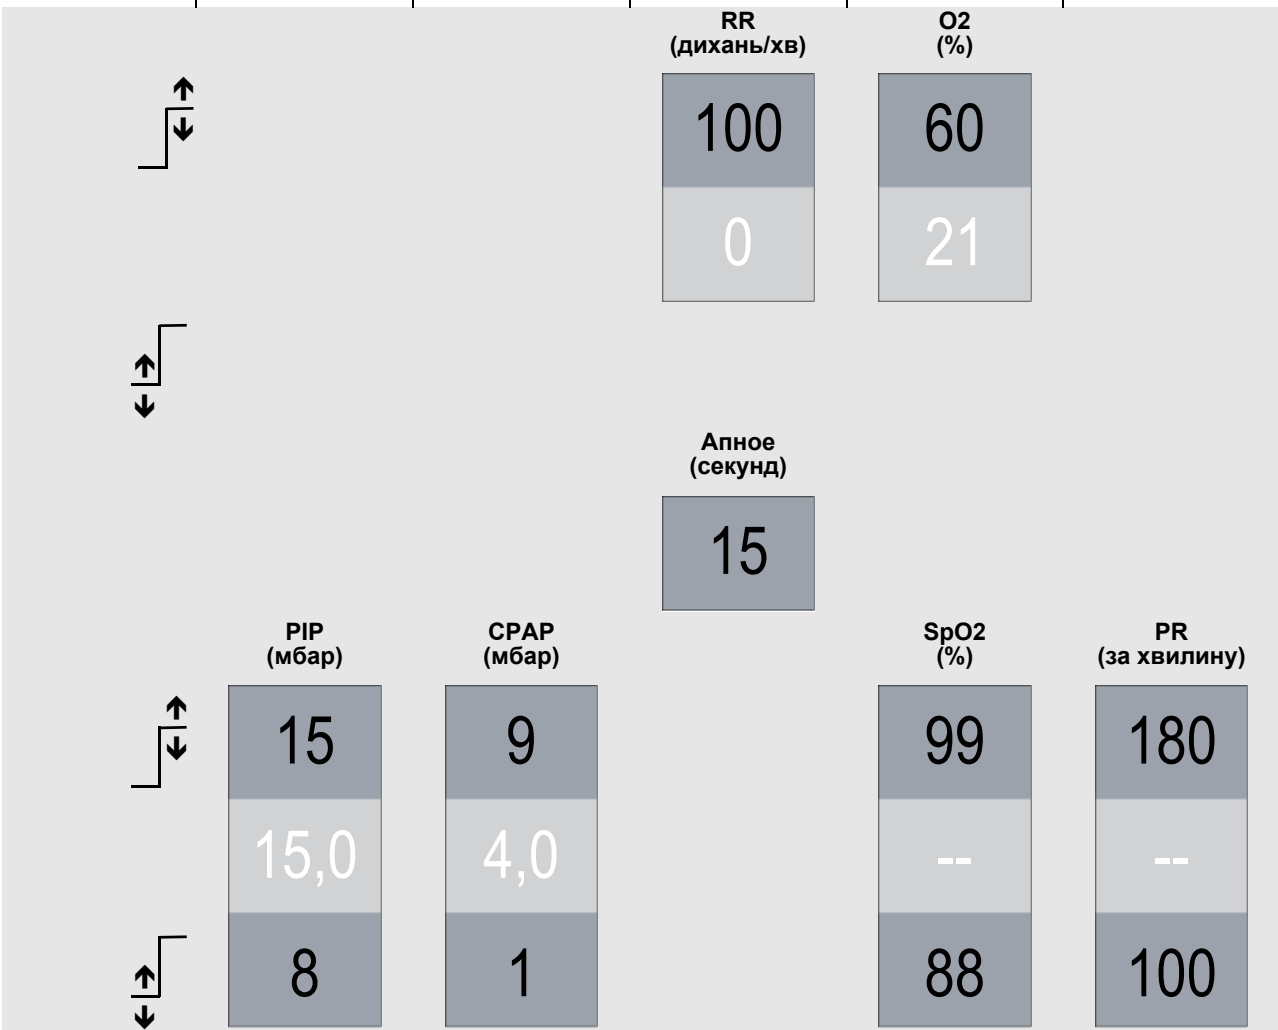 RR
(дихань/хв)
O2
(%)
100
60
0
21
Апное
(секунд)
15
PIP
(мбар)
CPAP
(мбар)
SpO2
(%)
PR
(за хвилину)
15
9
99
180
15,0
4,0
--
--
8
1
88
100